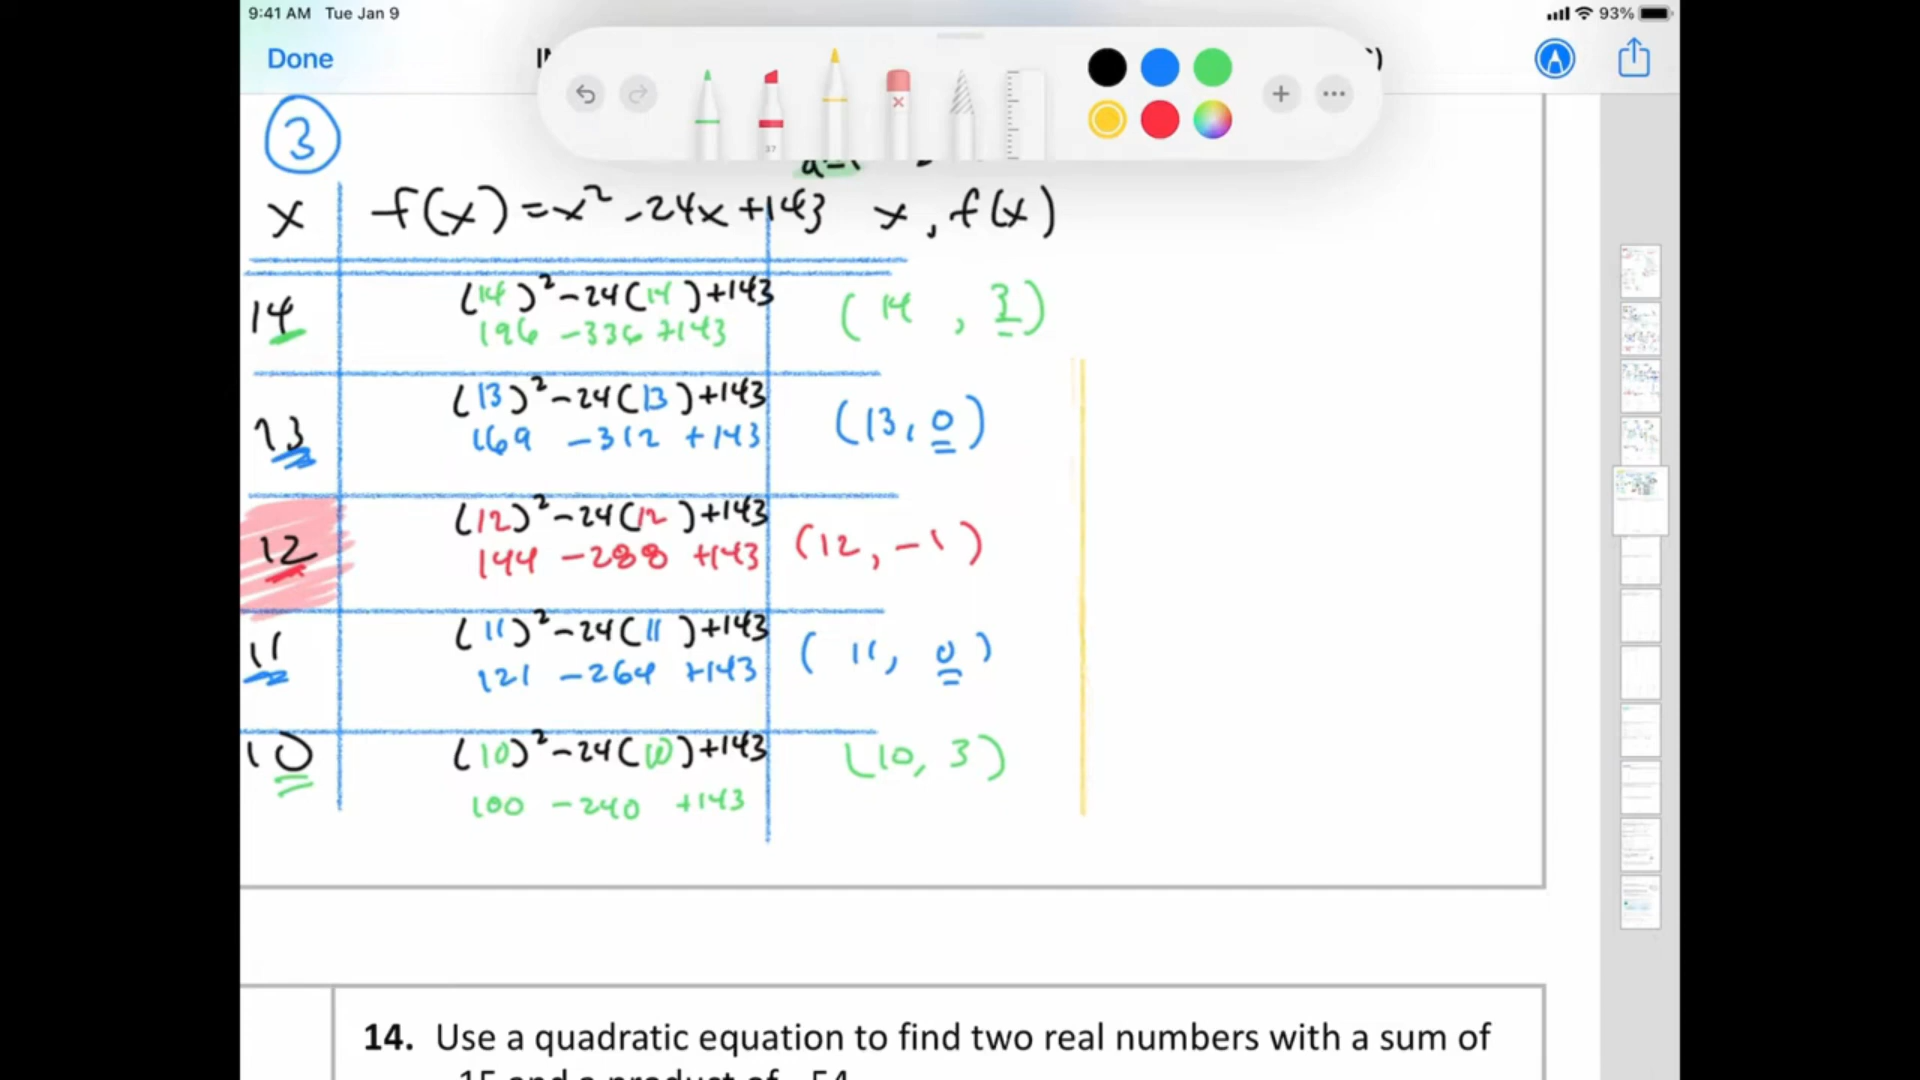 9:41 AM Tue Jan 9
93%
Done
37
3
x f(x) = x² - 24x + 143 x, f(x)
14 (14)² - 24(14) + 143 (14, 3)
196 - 336 + 143
13 (13)² - 24(13) + 143 (13, 0)
169 - 312 + 143
12 (12)² - 24(12) + 143 (12, -1)
144 - 288 + 143
11 (11)² - 24(11) + 143 (11, 0)
121 - 264 + 143
10 (10)² - 24(10) + 143 (10, 3)
100 - 240 + 143
14. Use a quadratic equation to find two real numbers with a sum of